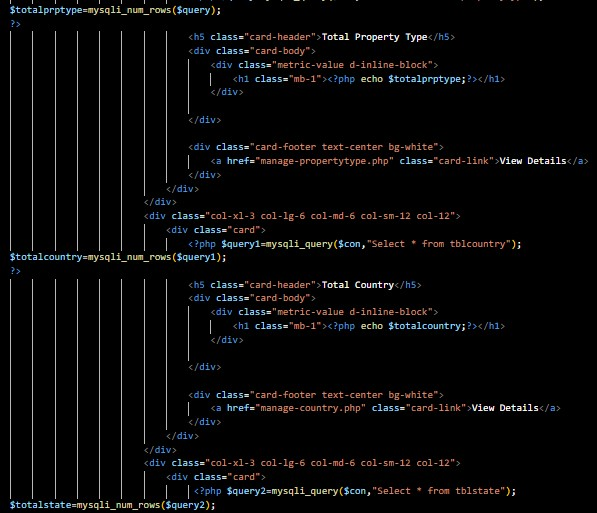 $totalprptype=mysqli_num_rows($query);
?>
<h5 class="card-header">Total Property Type</h5>
<div class="card-body">
<div class="metric-value d-inline-block">
<h1 class="mb-1"><?php echo $totalprptype;?></h1>
</div>
</div>
<div class="card-footer text-center bg-white">
<a href="manage-propertytype.php" class="card-link">View Details</a>
</div>
</div>
</div>
<div class="col-xl-3 col-lg-6 col-md-6 col-sm-12 col-12">
<div class="card">
<?php $query1=mysqli_query($con,"Select * from tblcountry");
$totalcountry=mysqli_num_rows($query1);
?>
<h5 class="card-header">Total Country</h5>
<div class="card-body">
<div class="metric-value d-inline-block">
<h1 class="mb-1"><?php echo $totalcountry;?></h1>
</div>
</div>
<div class="card-footer text-center bg-white">
<a href="manage-country.php" class="card-link">View Details</a>
</div>
</div>
</div>
<div class="col-xl-3 col-lg-6 col-md-6 col-sm-12 col-12">
<div class="card">
<?php $query2=mysqli_query($con,"Select * from tblstate");
$totalstate=mysqli_num_rows($query2);